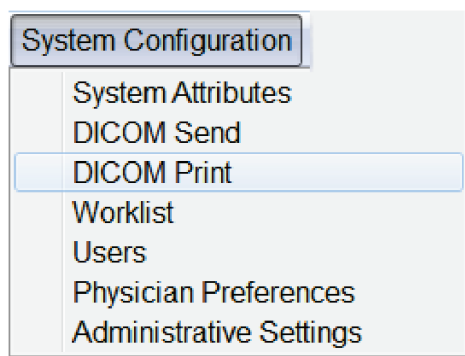 System Configuration
System Attributes
DICOM Send
DICOM Print
Worklist
Users
Physician Preferences
Administrative Settings